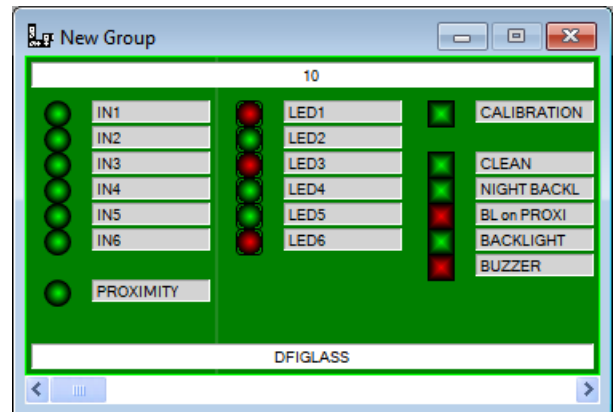 New Group
10
IN1 LED1 CALIBRATION
IN2 LED2
IN3 LED3 CLEAN
IN4 LED4 NIGHT BACKL
IN5 LED5 BL on PROXI
IN6 LED6 BACKLIGHT
BUZZER
PROXIMITY
DFIGLASS